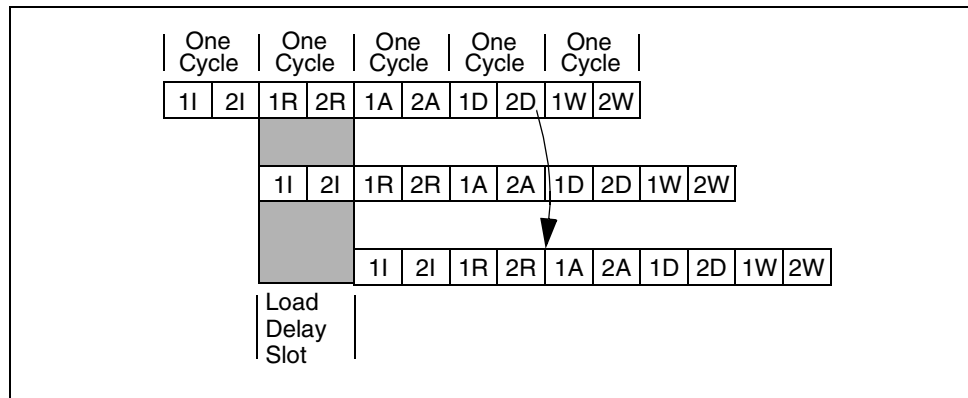 One One One One One
Cycle Cycle Cycle Cycle Cycle
1I 2I 1R 2R 1A 2A 1D 2D 1W 2W
1I 2I 1R 2R 1A 2A 1D 2D 1W 2W
1I 2I 1R 2R 1A 2A 1D 2D 1W 2W
Load
Delay
Slot